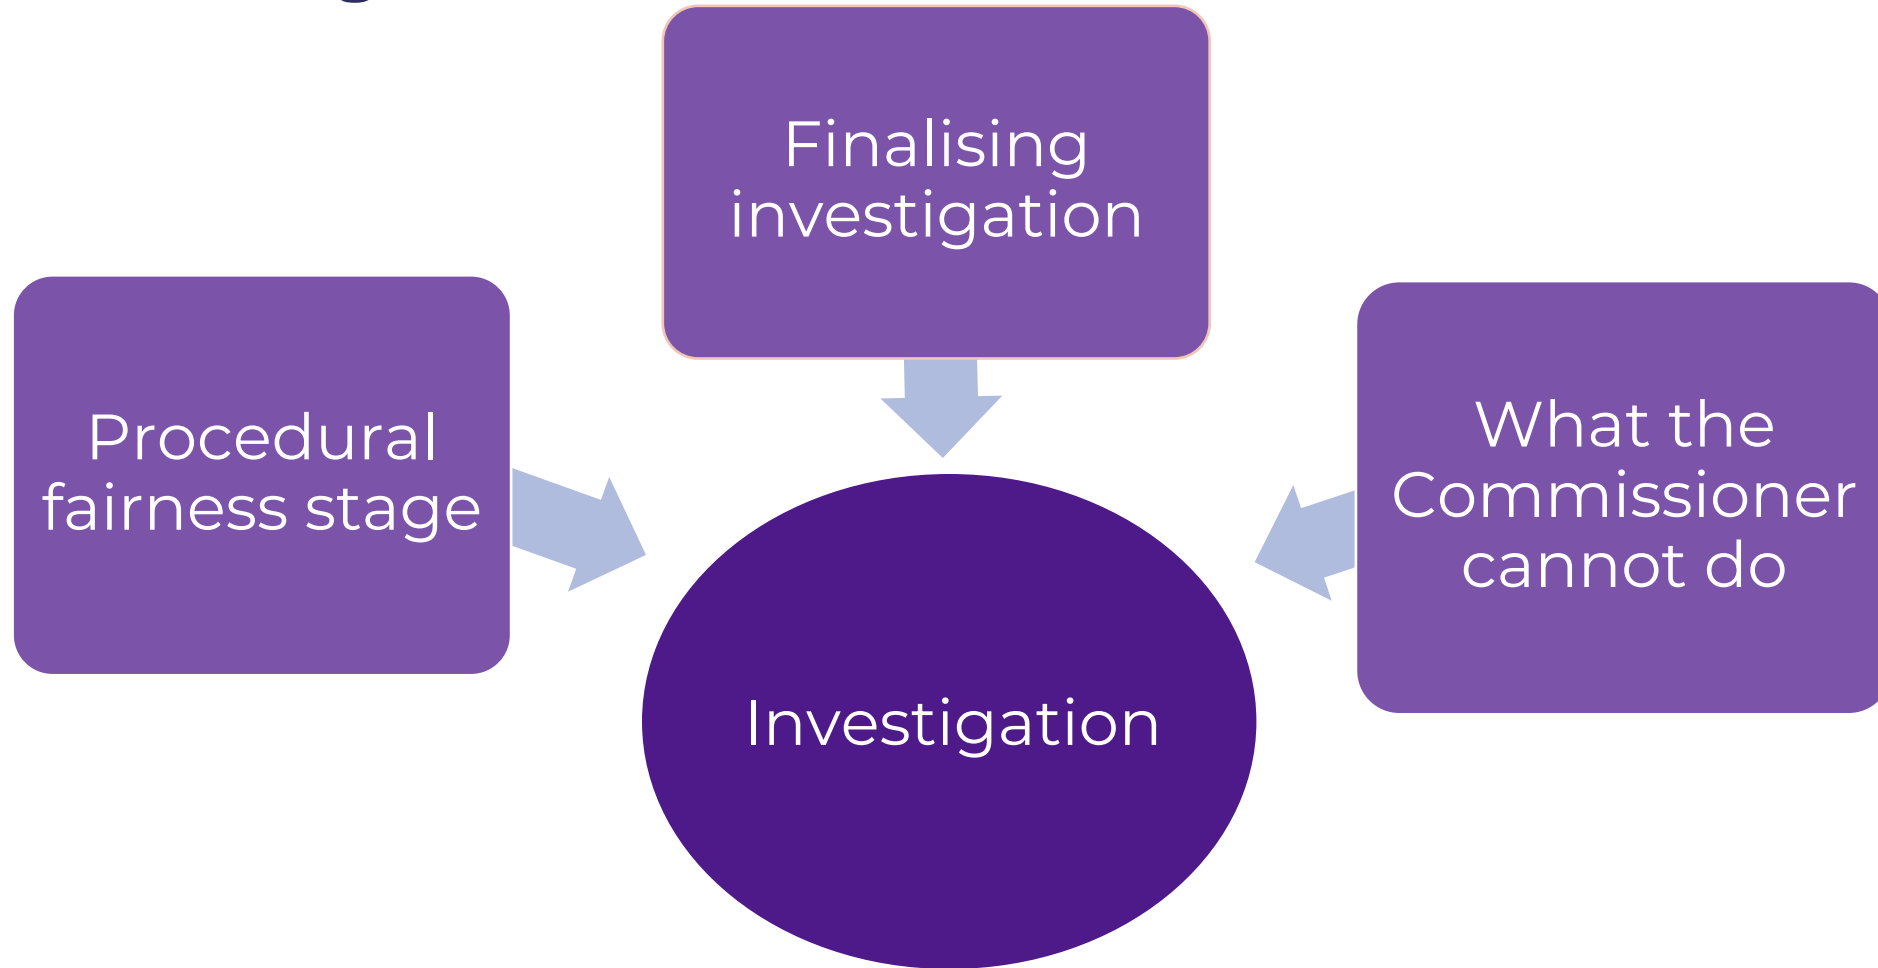 Finalising
investigation
Procedural
fairness stage
What the
Commissioner
cannot do
Investigation